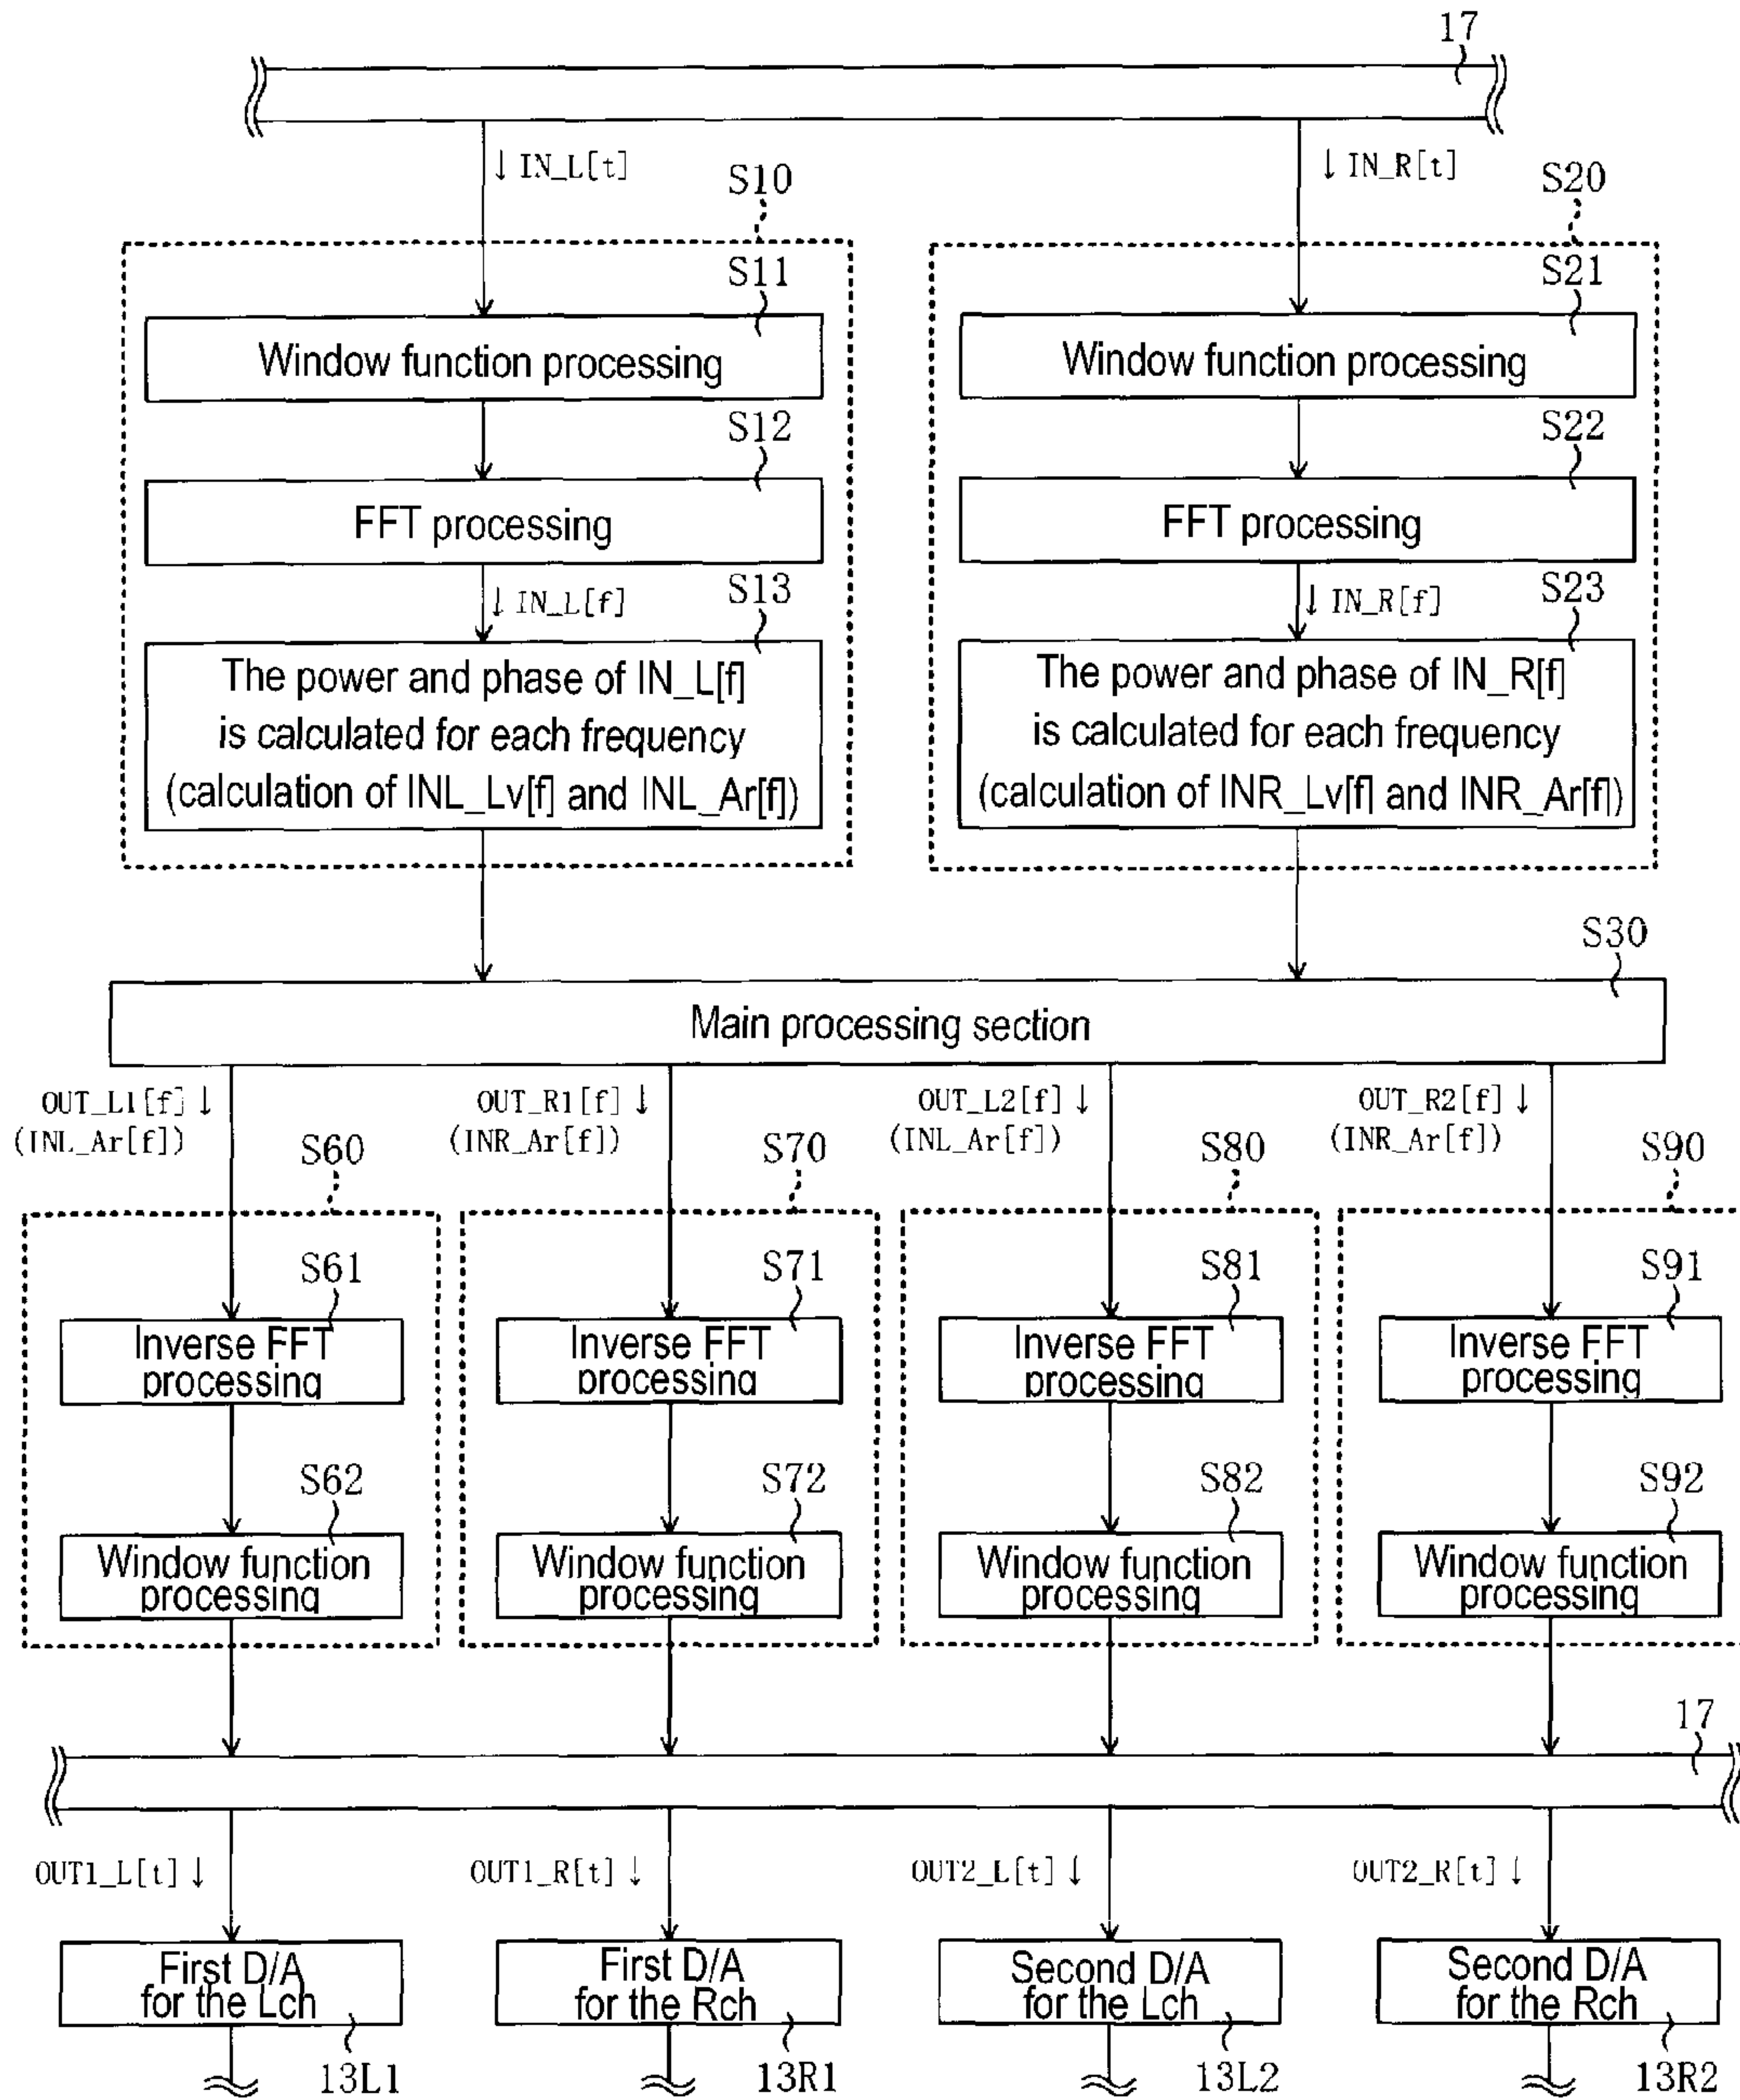 17
↓ IN_L[t]
↓ IN_R[t]
S10
S20
S11
S21
Window function processing
Window function processing
S12
S22
FFT processing
FFT processing
↓ IN_L[f]
S13
↓ IN_R[f]
S23
The power and phase of IN_L[f]
is calculated for each frequency
(calculation of INL_Lv[f] and INL_Ar[f])
The power and phase of IN_R[f]
is calculated for each frequency
(calculation of INR_Lv[f] and INR_Ar[f])
S30
Main processing section
OUT_L1[f] ↓
(INL_Ar[f])
OUT_R1[f] ↓
(INR_Ar[f])
OUT_L2[f] ↓
(INL_Ar[f])
OUT_R2[f] ↓
(INR_Ar[f])
S60
S70
S80
S90
S61
S71
S81
S91
Inverse FFT
processing
Inverse FFT
processing
Inverse FFT
processing
Inverse FFT
processing
S62
S72
S82
S92
Window function
processing
Window function
processing
Window function
processing
Window function
processing
17
OUT1_L[t] ↓
OUT1_R[t] ↓
OUT2_L[t] ↓
OUT2_R[t] ↓
First D/A
for the Lch
First D/A
for the Rch
Second D/A
for the Lch
Second D/A
for the Rch
13L1
13R1
13L2
13R2